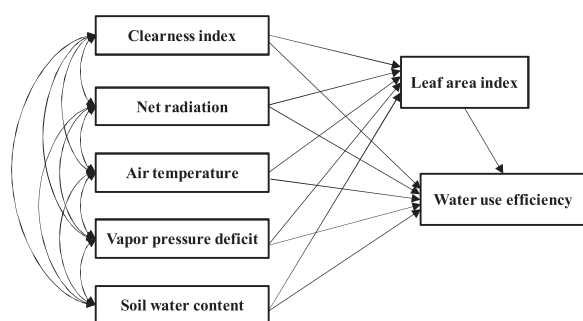 Clearness index
Net radiation
Air temperature
Vapor pressure deficit
Soil water content
Leaf area index
Water use efficiency